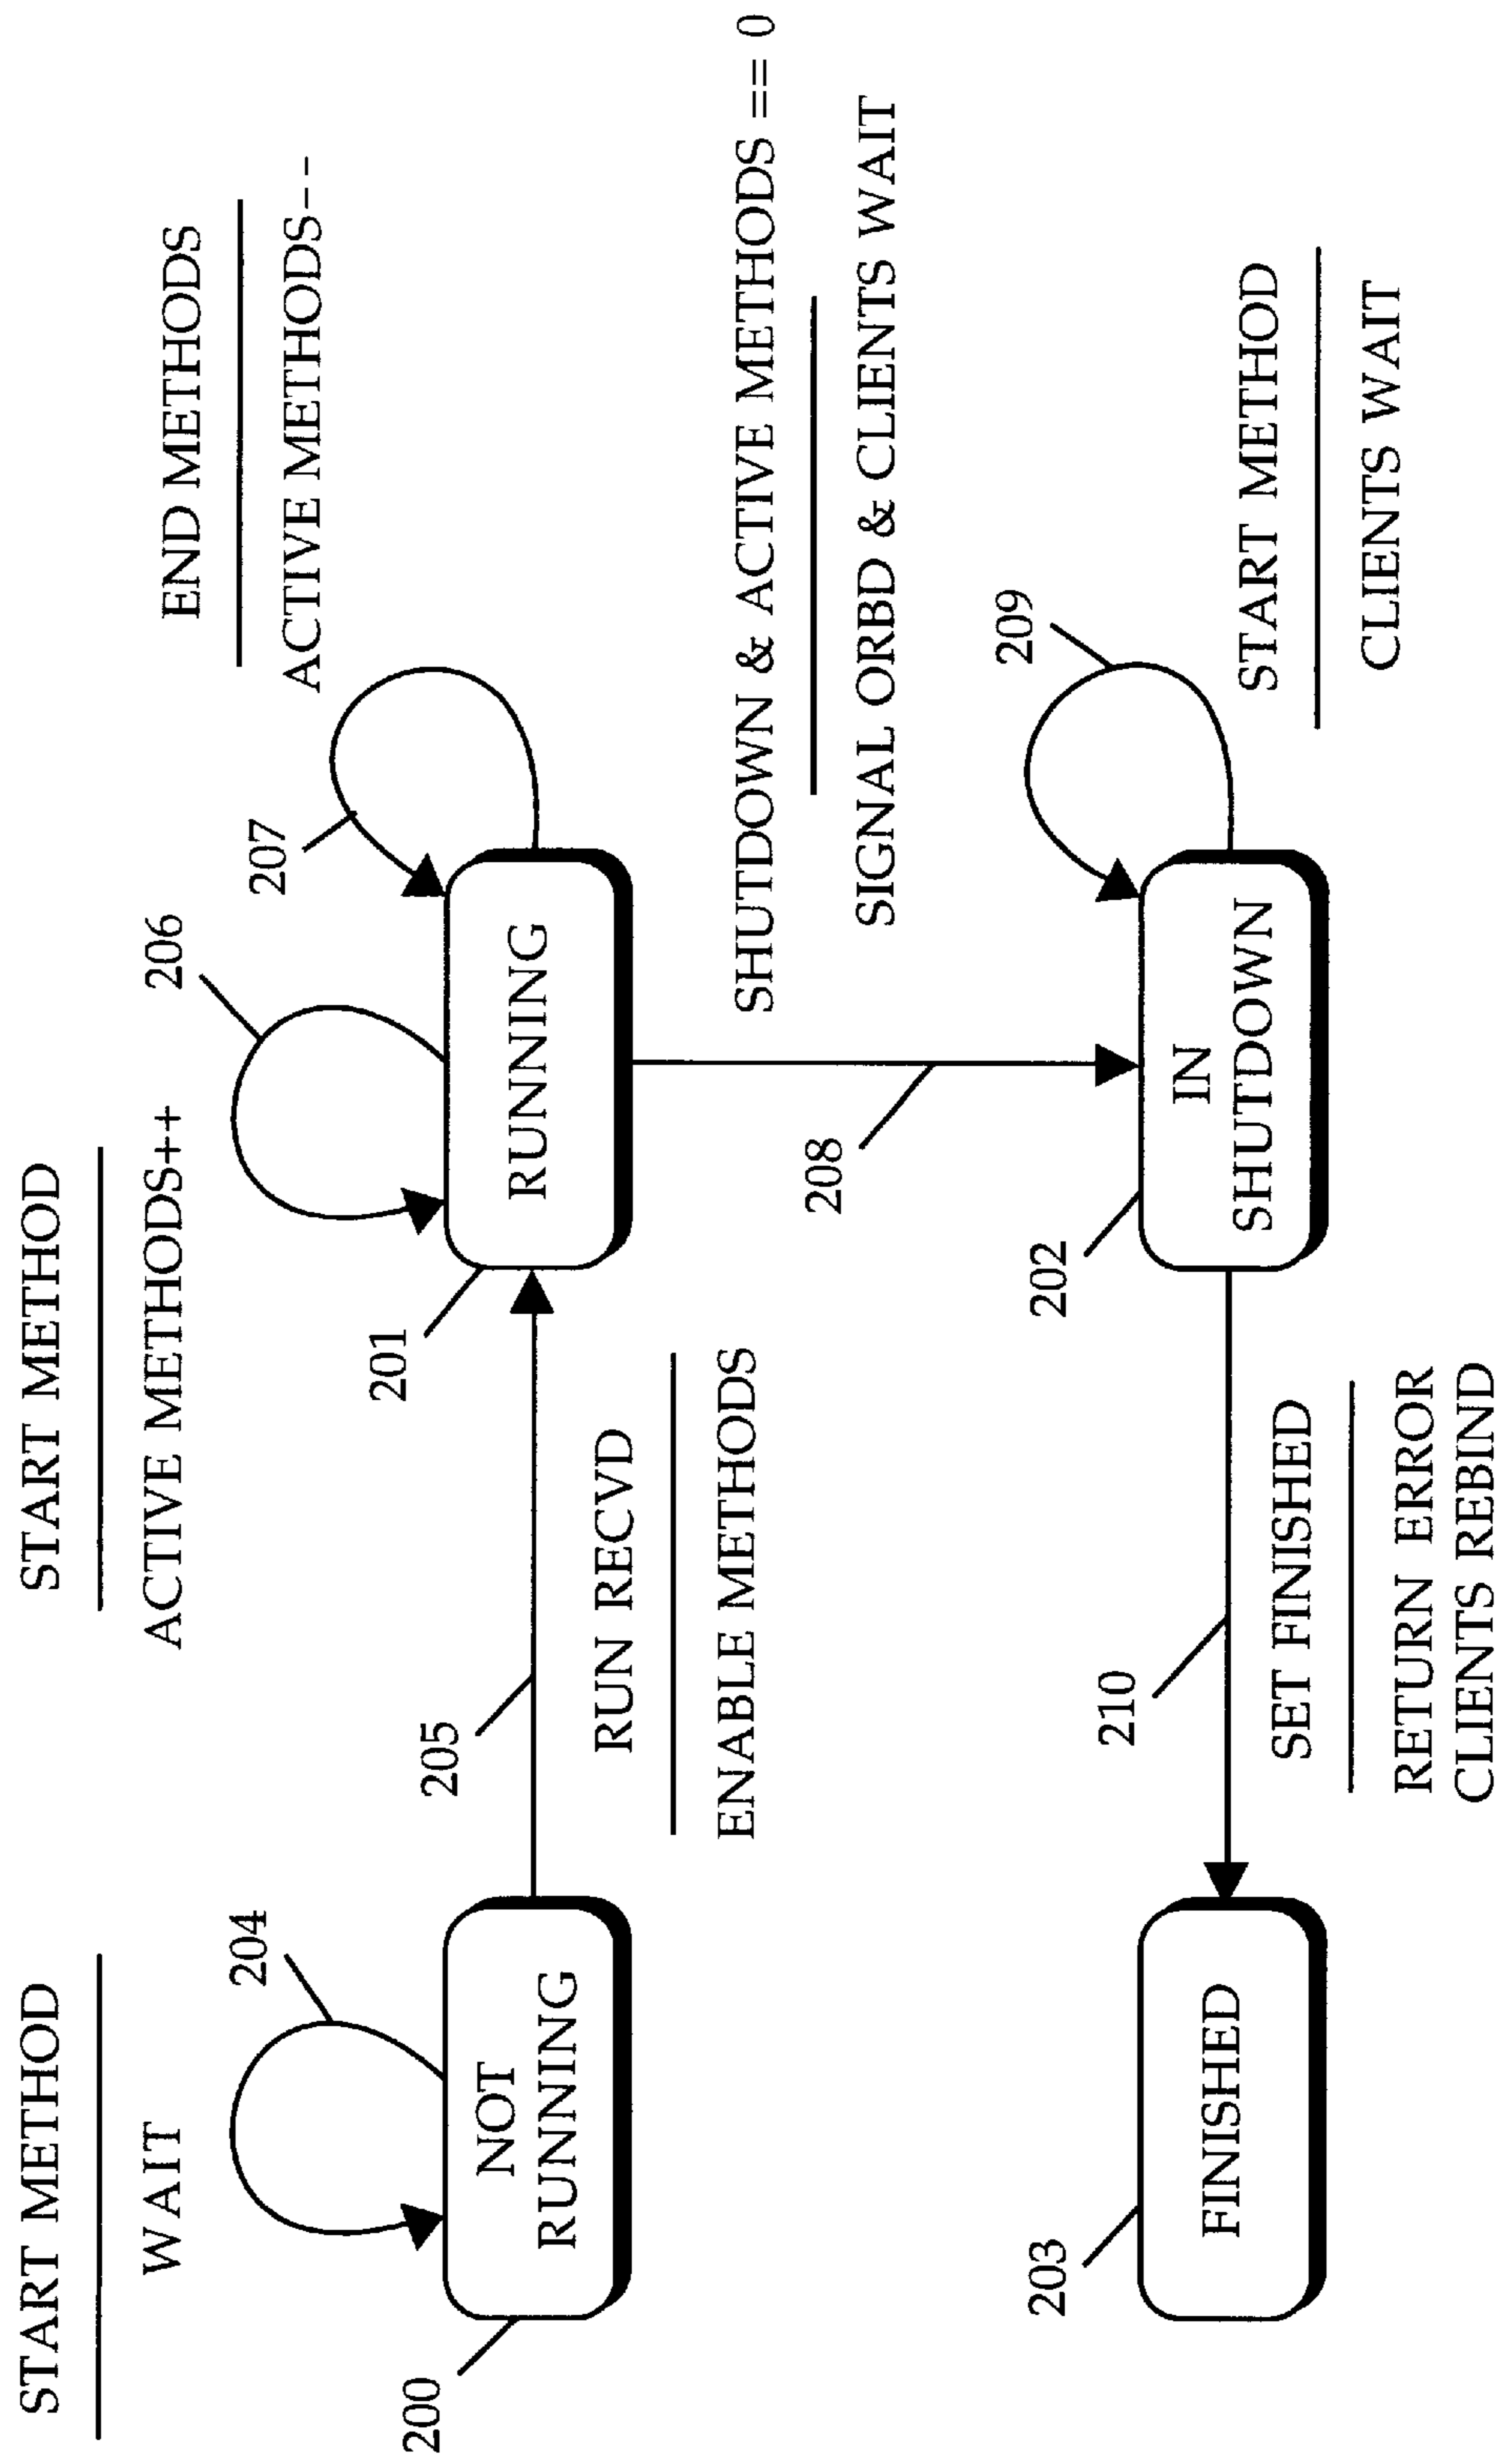 START METHOD
WAIT
204
200
NOT
RUNNING
205
RUN RECVD
ENABLE METHODS
START METHOD
ACTIVE METHODS++
206
201
RUNNING
207
END METHODS
ACTIVE METHODS--
208
SHUTDOWN & ACTIVE METHODS == 0
SIGNAL ORBD & CLIENTS WAIT
203
FINISHED
210
SET FINISHED
RETURN ERROR
CLIENTS REBIND
202
IN
SHUTDOWN
209
START METHOD
CLIENTS WAIT